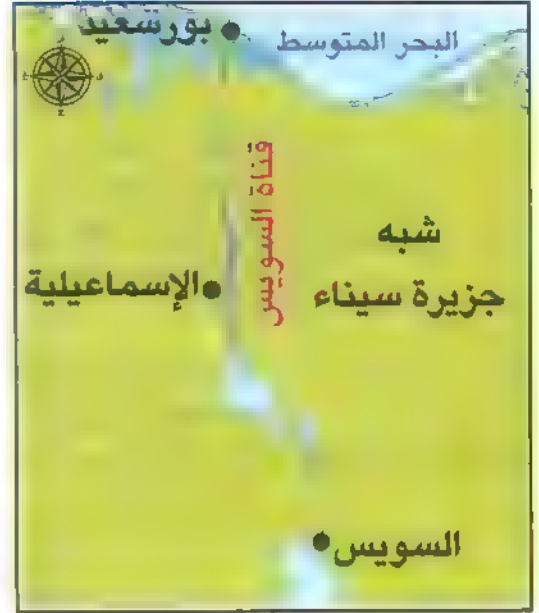 بورسعيد
البحر المتوسط
قناة السويس
شبه
جزيرة سيناء
الإسماعيلية
السويس